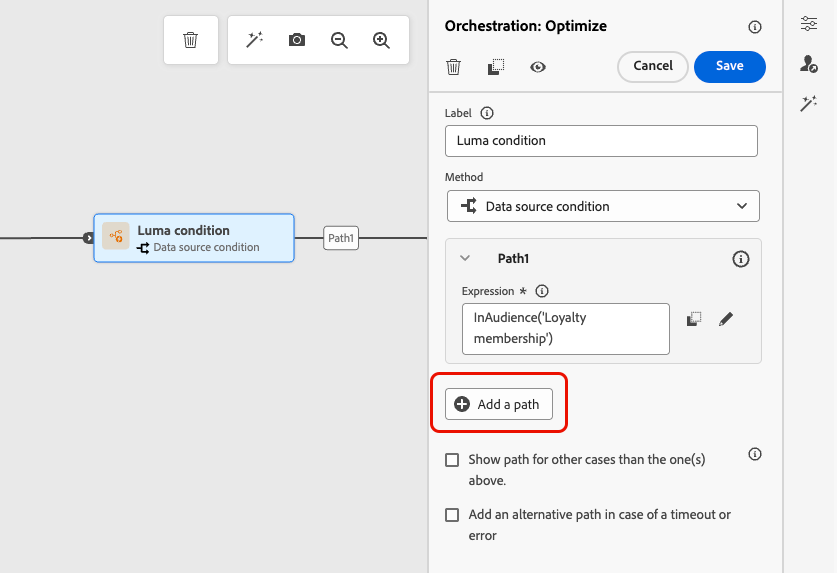 Orchestration: Optimize
Cancel
Save
Label
Luma condition
Method
Data source condition
Luma condition
Data source condition
Path1
Path1
Expression *
InAudience('Loyalty
membership')
Add a path
Show path for other cases than the one(s)
above.
Add an alternative path in case of a timeout or
error